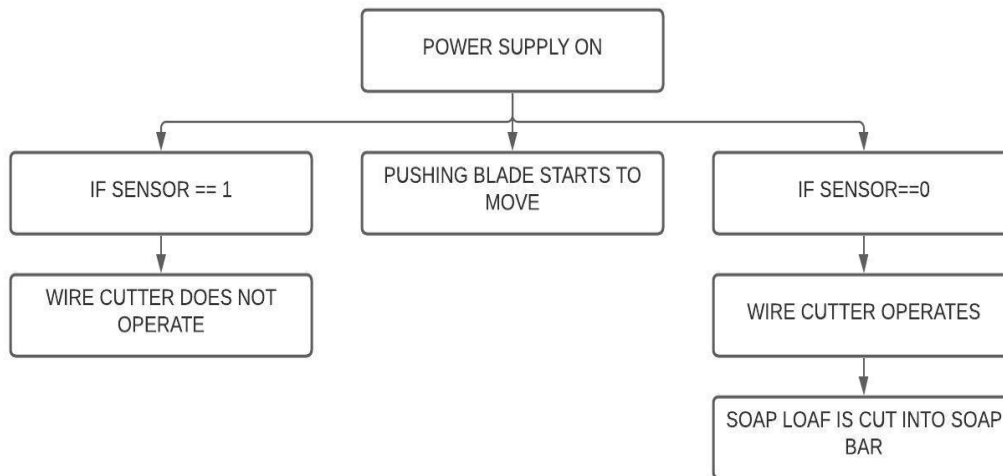 POWER SUPPLY ON
IF SENSOR == 1
PUSHING BLADE STARTS TO
MOVE
IF SENSOR==0
WIRE CUTTER DOES NOT
OPERATE
WIRE CUTTER OPERATES
SOAP LOAF IS CUT INTO SOAP
BAR